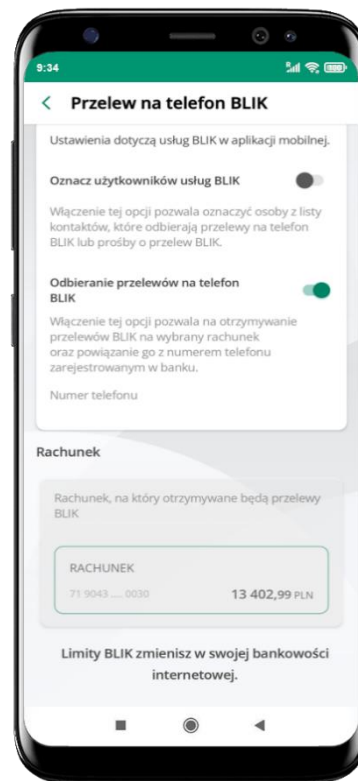 9:34
Przelew na telefon BLIK
Ustawienia dotyczą usług BLIK w aplikacji mobilnej.
Oznacz użytkowników usług BLIK
Włączenie tej opcji pozwala oznaczyć osoby z listy
kontaktów, które odbierają przelewy na telefon
BLIK lub prośby o przelew BLIK.
Odbieranie przelewów na telefon
BLIK
Włączenie tej opcji pozwala na otrzymywanie
przelewów BLIK na wybrany rachunek
oraz powiązanie go z numerem telefonu
zarejestrowanym w banku.
Numer telefonu
Rachunek
Rachunek, na który otrzymywane będą przelewy
BLIK
RACHUNEK
71 9043 .... 0030 13 402,99 PLN
Limity BLIK zmienisz w swojej bankowości
internetowej.